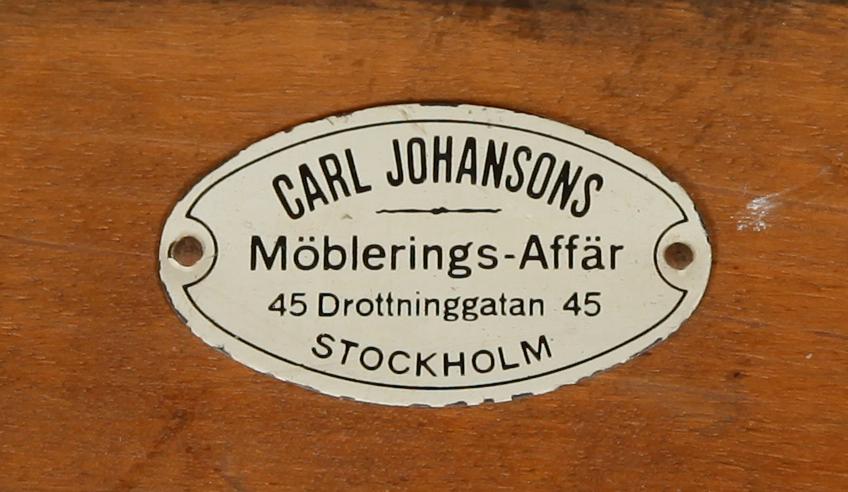 CARL JOHANSONS
Möblerings-Affär
45 Drottninggatan 45
STOCKHOLM